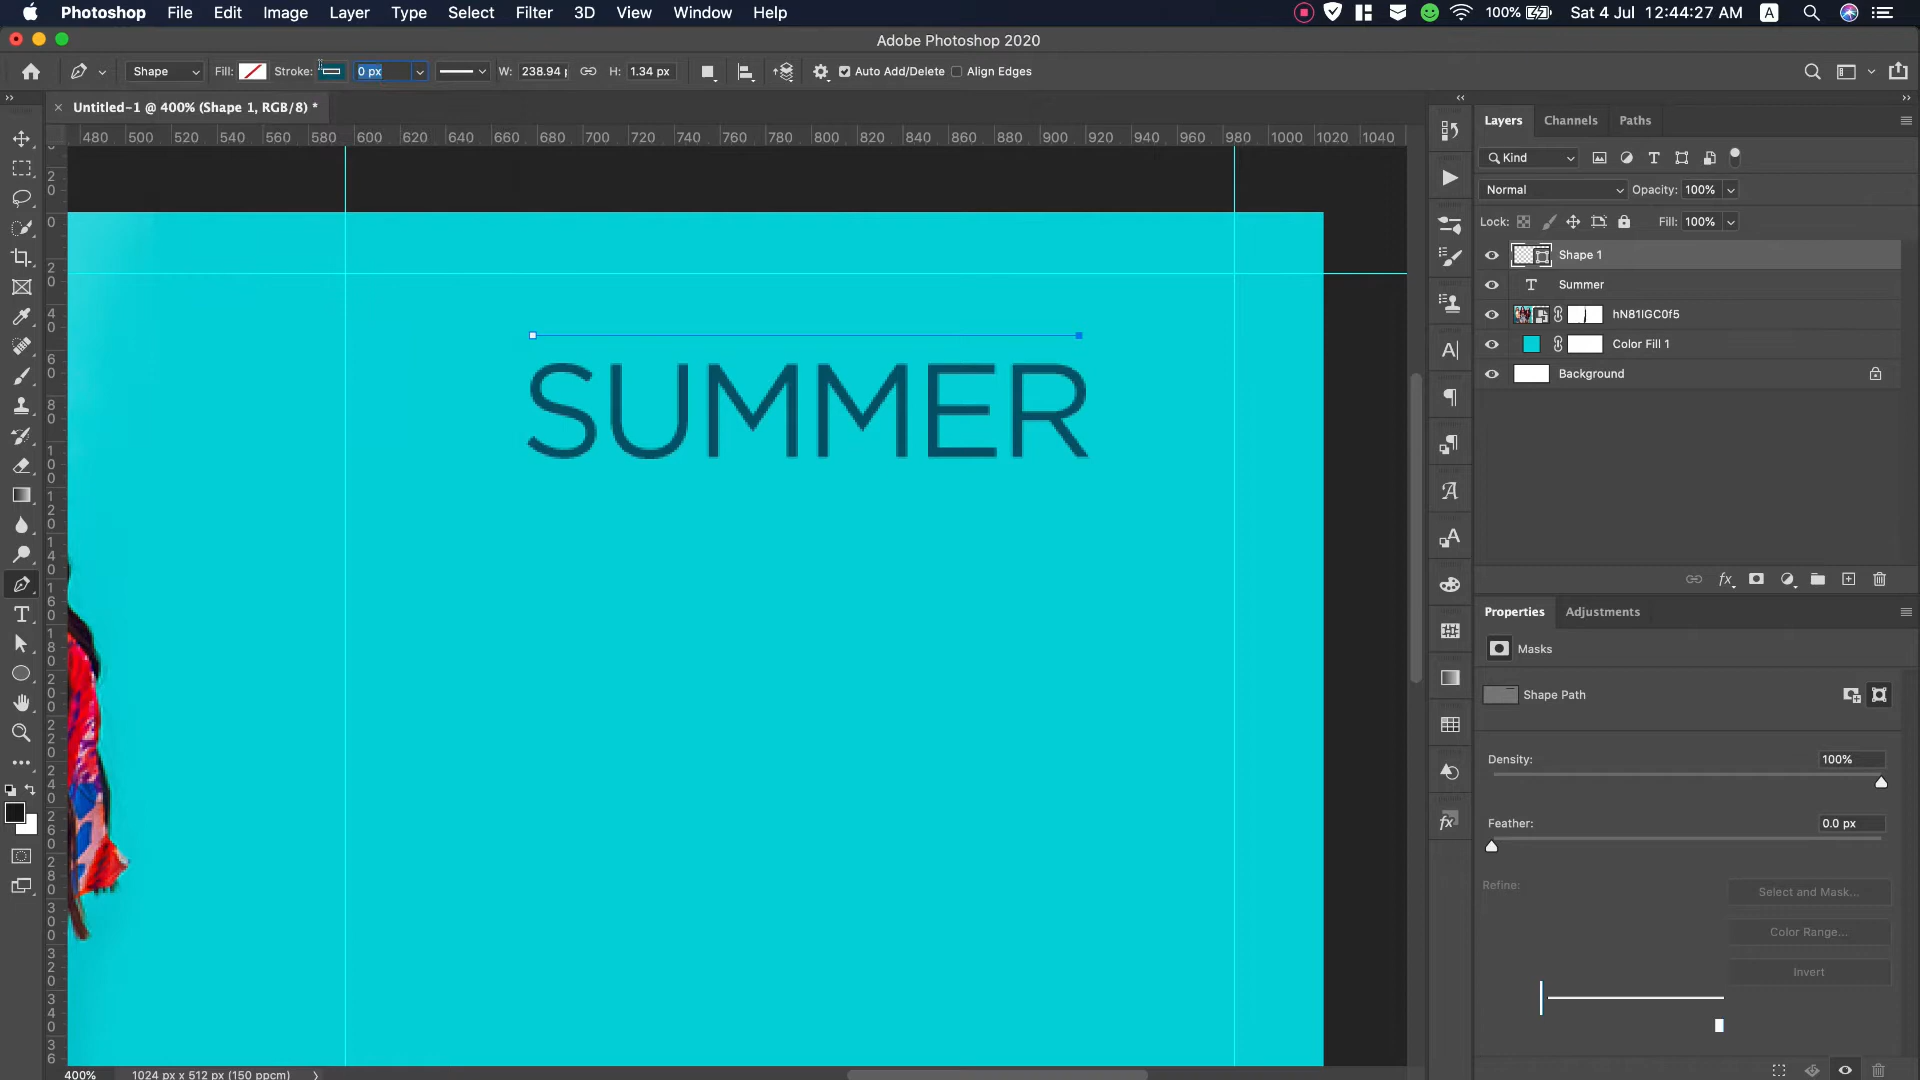 Photoshop File Edit Image Layer Type Select Filter 3D View Window Help 100% Sat 4 Jul 12:44:27 AM A
Adobe Photoshop 2020
Shape Fill: Stroke: 0 px W: 238.94 p H: 1.34 px Auto Add/Delete Align Edges
× Untitled-1 @ 400% (Shape 1, RGB/8) *
480 500 520 540 560 580 600 620 640 660 680 700 720 740 760 780 800 820 840 860 880 900 920 940 960 980 1000 1020 1040
SUMMER
Layers Channels Paths
Kind
Normal Opacity: 100%
Lock: Fill: 100%
Shape 1
Summer
hN81IGC0f5
Color Fill 1
Background
Properties Adjustments
Masks
Shape Path
Density: 100%
Feather: 0.0 px
Refine: Select and Mask...
Color Range...
Invert
400% 1024 px x 512 px (150 ppcm)